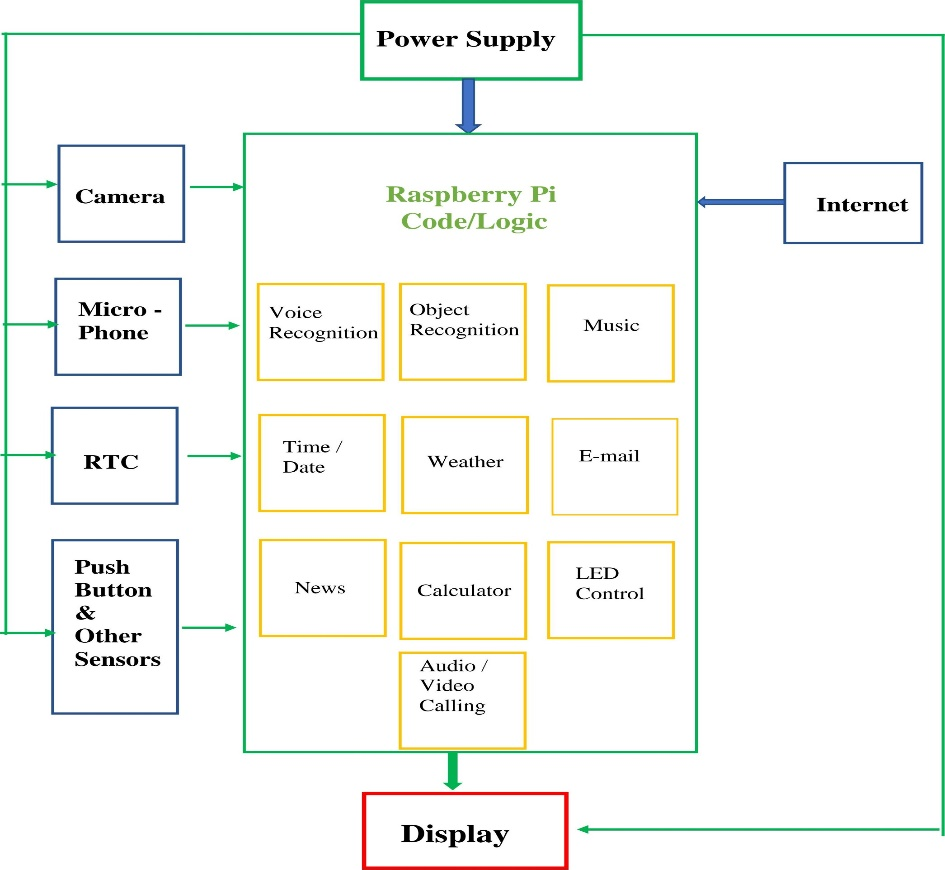 Power Supply
Camera
Raspberry Pi
Code/Logic
Internet
Micro -
Phone
Voice
Recognition
Object
Recognition
Music
RTC
Time /
Date
Weather
E-mail
Push
Button
&
Other
Sensors
News
Calculator
LED
Control
Audio /
Video
Calling
Display